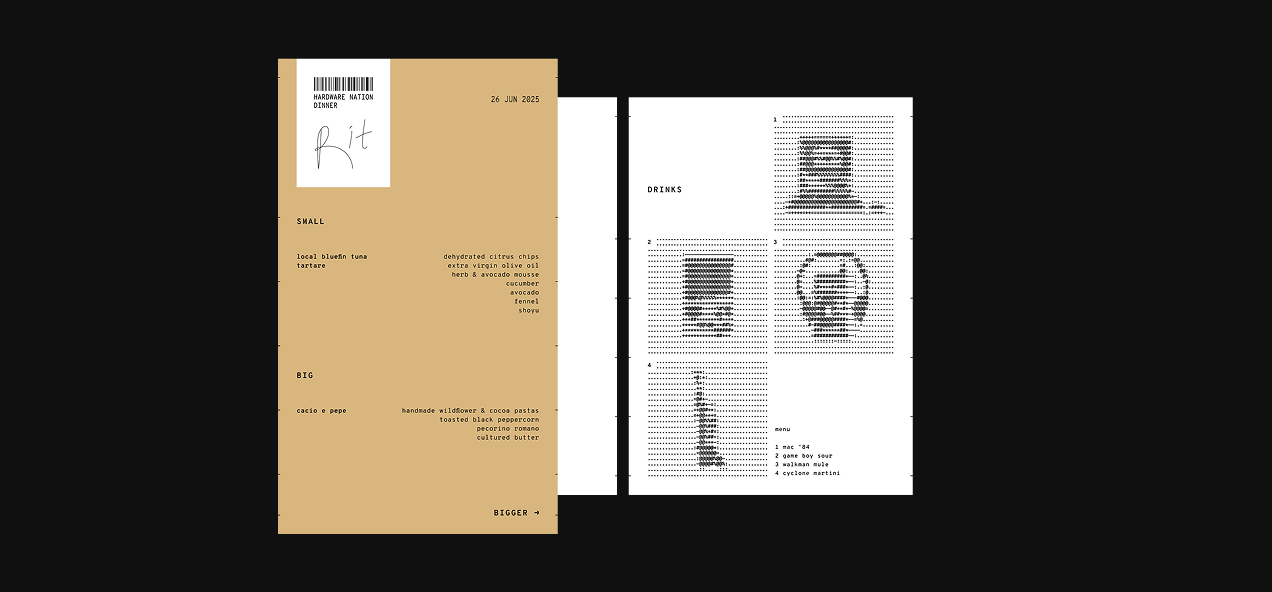 HARDWARE NATION
DINNER
Rit
26 JUN 2025
SMALL
local bluefin tuna
tartare
dehydrated citrus chips
extra virgin olive oil
herb & avocado mousse
cucumber
avocado
fennel
shoyu
BIG
cacio e pepe
handmade wildflower & cocoa pastas
toasted black peppercorn
pecorino romano
cultured butter
BIGGER →
DRINKS
1
2
3
4
menu
1 mac '84
2 game boy sour
3 walkman mule
4 cyclone martini